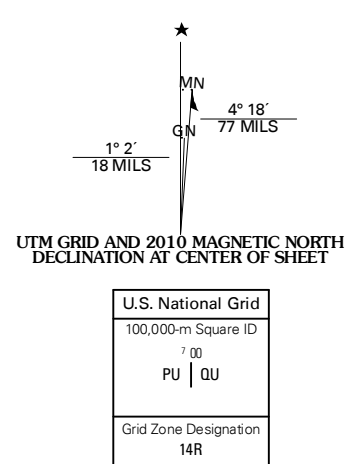 ★
MN
4° 18´
77 MILS
GN
1° 2´
18 MILS
UTM GRID AND 2010 MAGNETIC NORTH
DECLINATION AT CENTER OF SHEET
U.S. National Grid
100,000-m Square ID
7 00
PU | QU
Grid Zone Designation
14R